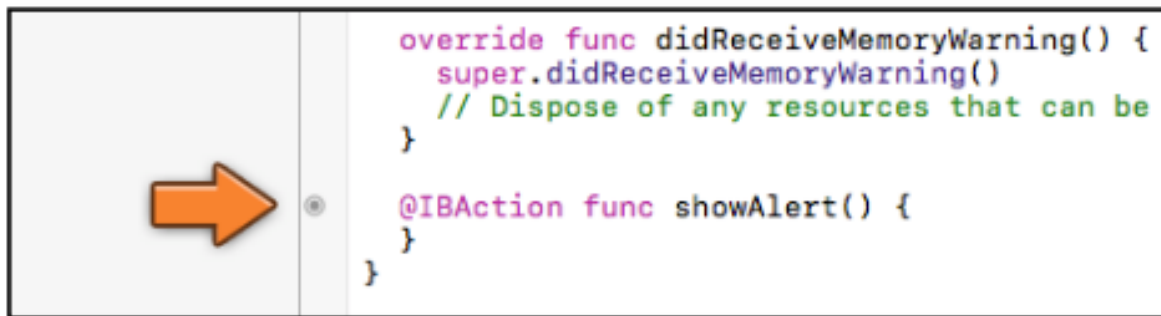 override func didReceiveMemoryWarning() {
super.didReceiveMemoryWarning()
// Dispose of any resources that can be
}
@IBAction func showAlert() {
}
}